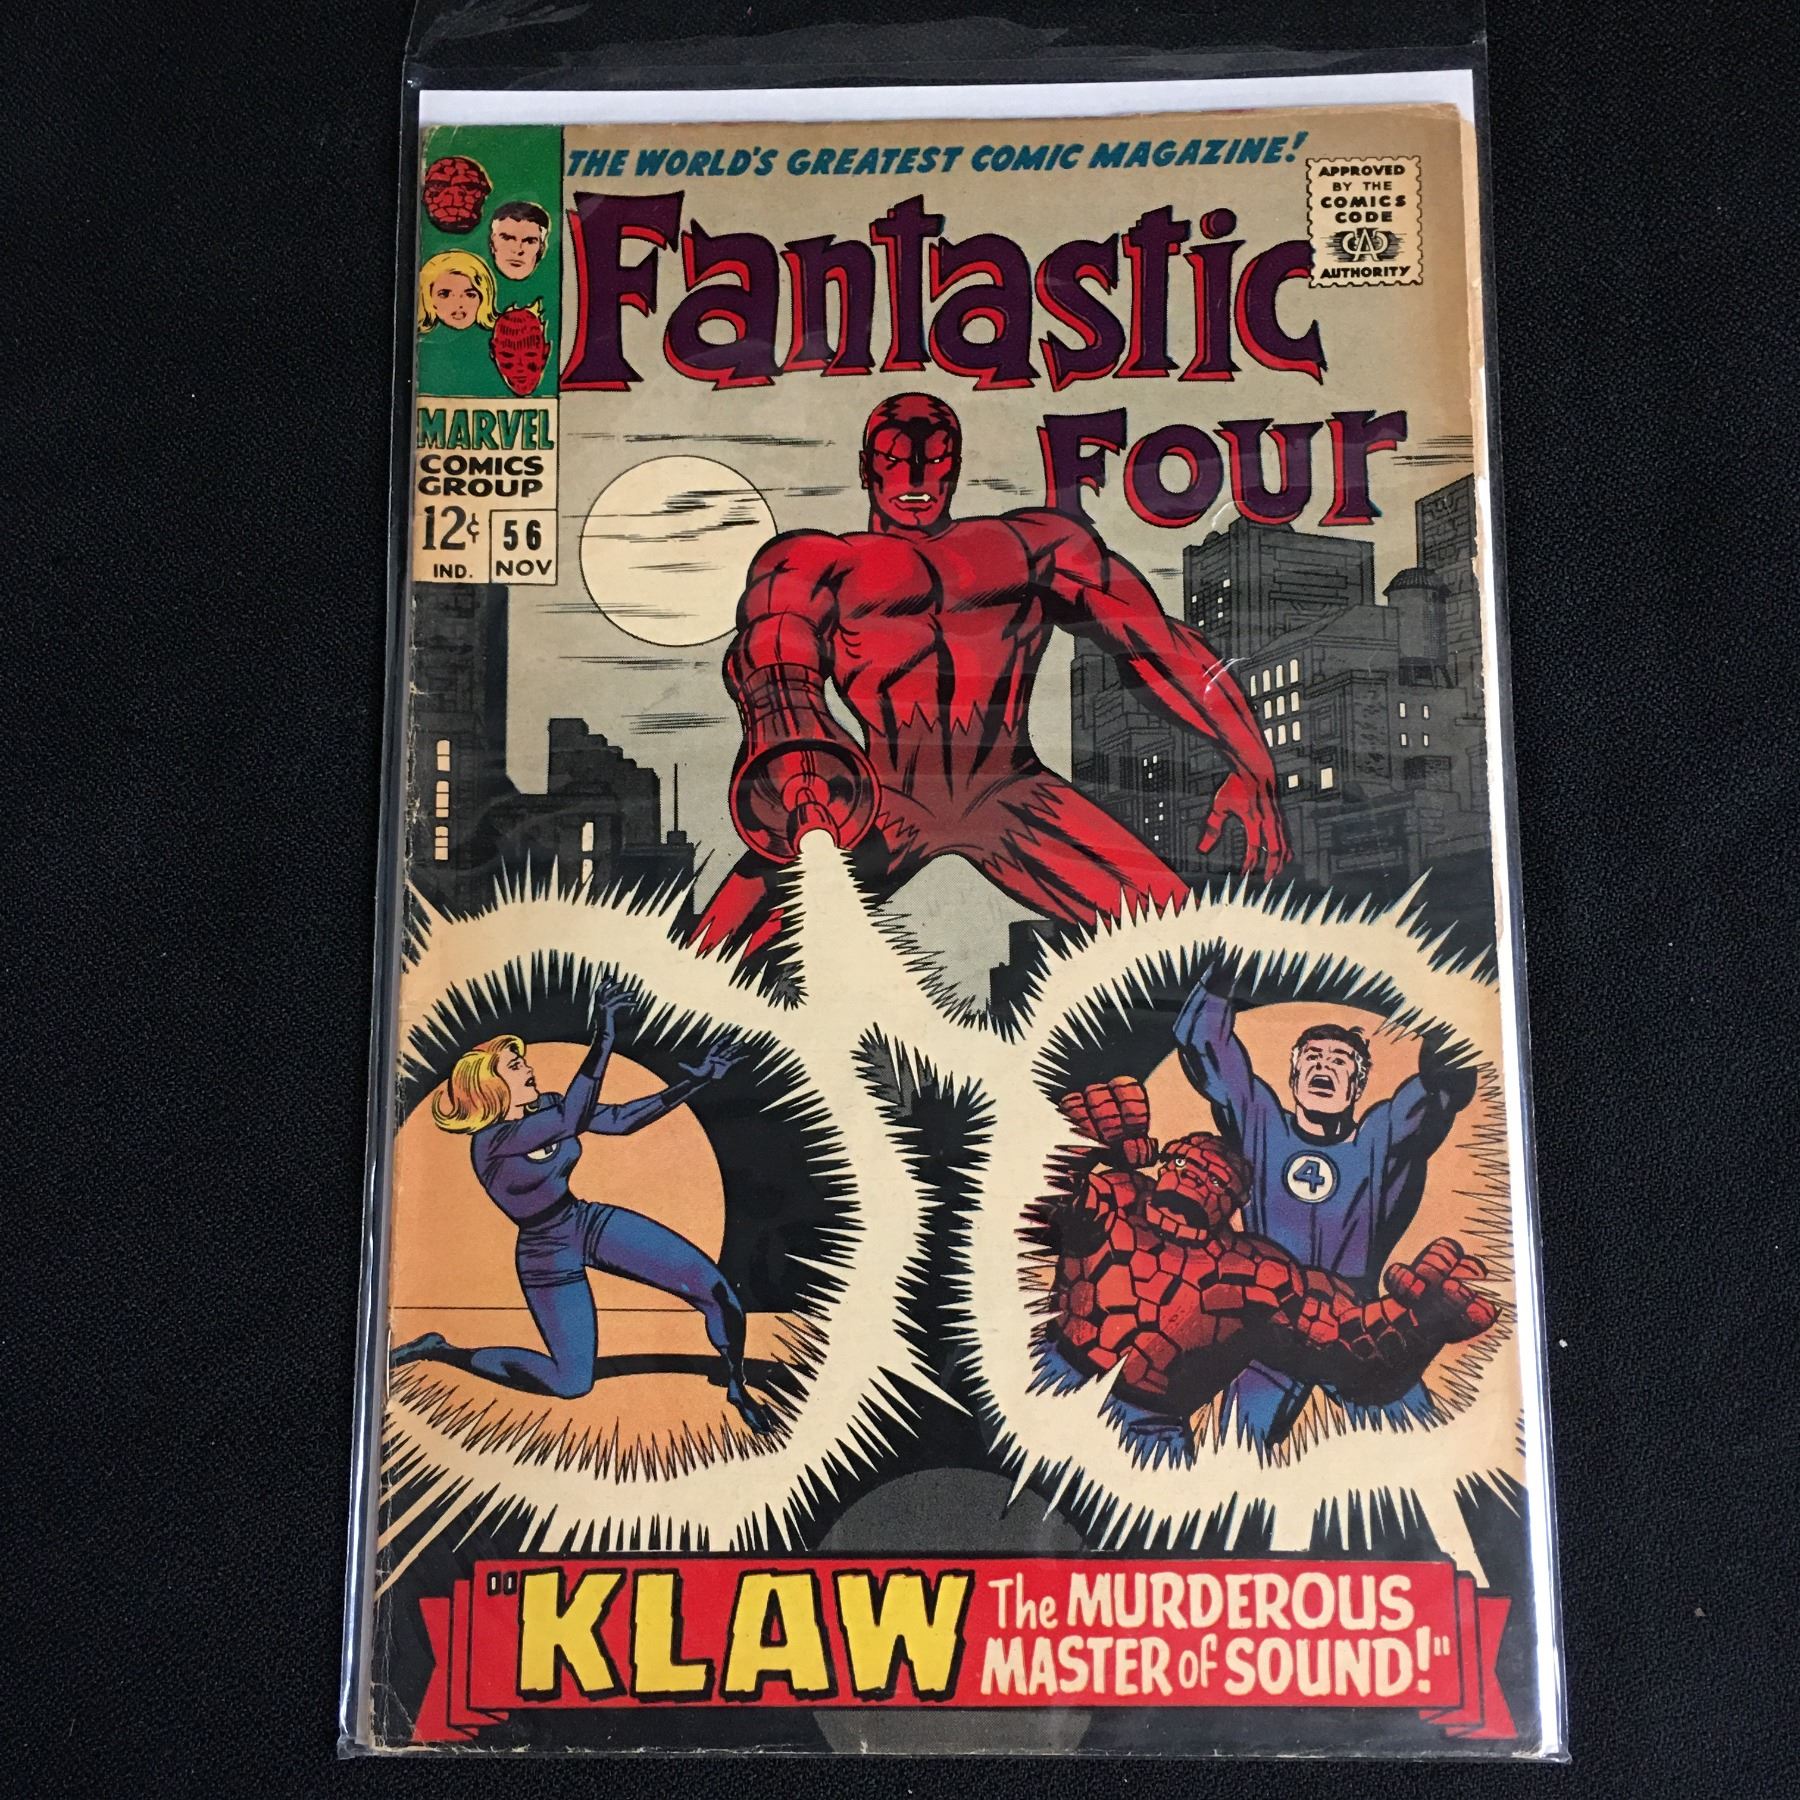 THE WORLD'S GREATEST COMIC MAGAZINE!
APPROVED
BY THE
COMICS
CODE
CA
AUTHORITY
Fantastic
Four
MARVEL
COMICS
GROUP
12¢
IND.
56
NOV
4
"KLAW The MURDEROUS
MASTER of SOUND!"